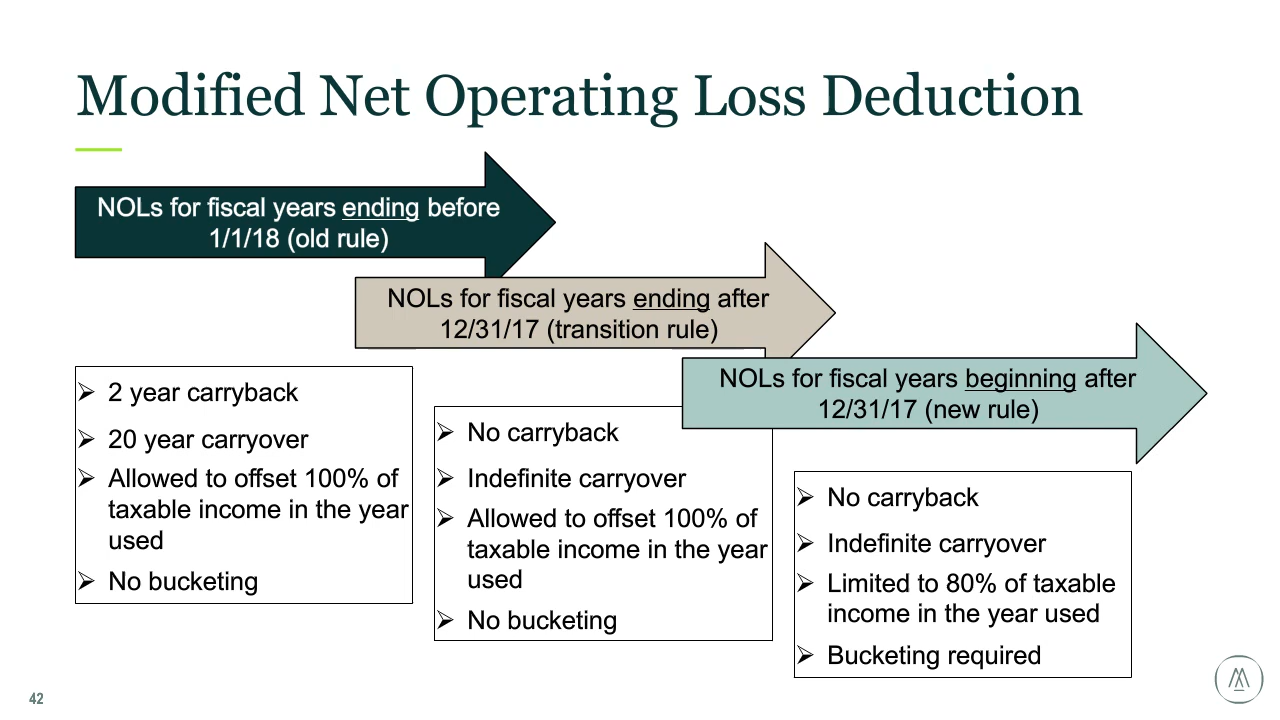 Modified Net Operating Loss Deduction
NOLs for fiscal years ending before
1/1/18 (old rule)
NOLs for fiscal years ending after
12/31/17 (transition rule)
NOLs for fiscal years beginning after
12/31/17 (new rule)
➢ 2 year carryback
➢ 20 year carryover
➢ Allowed to offset 100% of
taxable income in the year
used
➢ No bucketing
➢ No carryback
➢ Indefinite carryover
➢ Allowed to offset 100% of
taxable income in the year
used
➢ No bucketing
➢ No carryback
➢ Indefinite carryover
➢ Limited to 80% of taxable
income in the year used
➢ Bucketing required
42